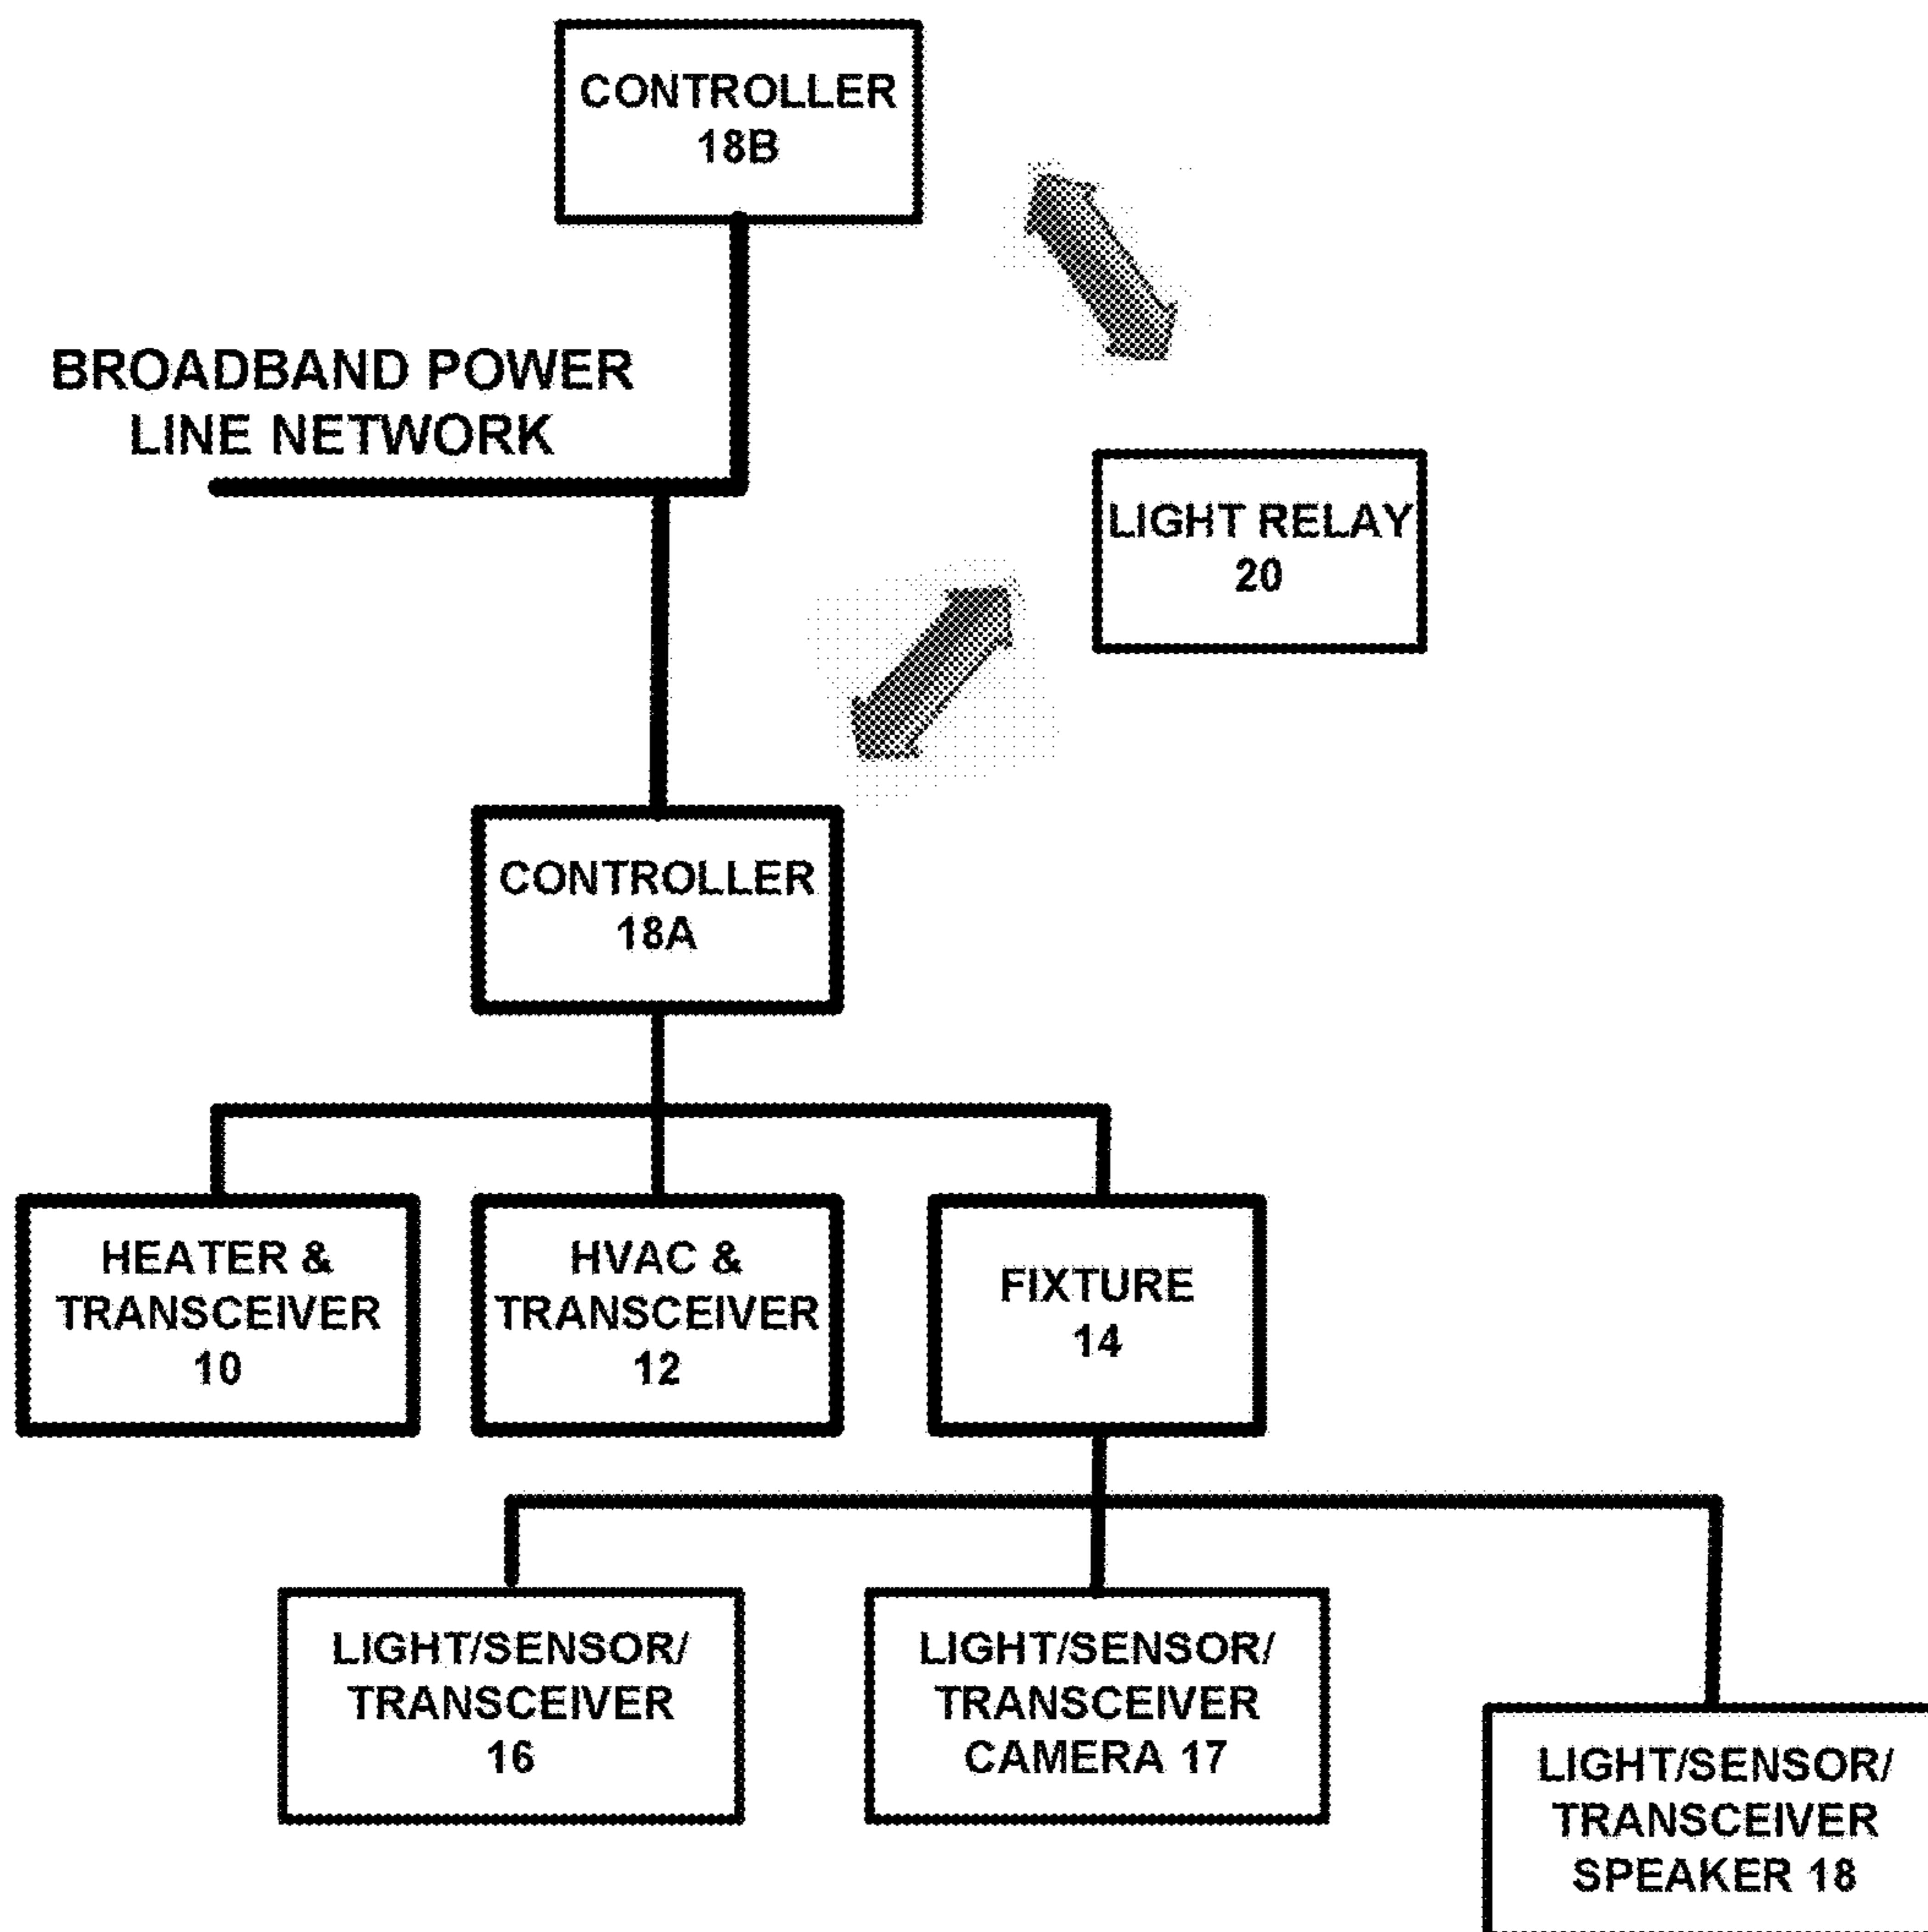 CONTROLLER
18B
BROADBAND POWER
LINE NETWORK
LIGHT RELAY
20
CONTROLLER
18A
HEATER &
TRANSCEIVER
10
HVAC &
TRANSCEIVER
12
FIXTURE
14
LIGHT/SENSOR/
TRANSCEIVER
16
LIGHT/SENSOR/
TRANSCEIVER
CAMERA 17
LIGHT/SENSOR/
TRANSCEIVER
SPEAKER 18